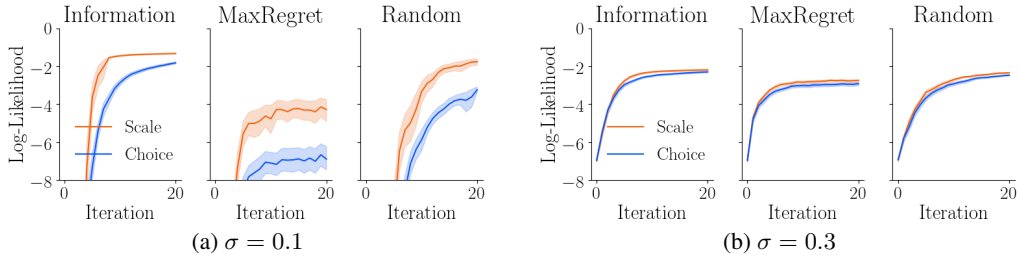 Information MaxRegret Random
0
−2
−4
−6
−8
Log-Likelihood
Scale
Choice
0 20 0 20 0 20
Iteration Iteration Iteration
(a) σ = 0.1
Information MaxRegret Random
0
−2
−4
−6
−8
Log-Likelihood
Scale
Choice
0 20 0 20 0 20
Iteration Iteration Iteration
(b) σ = 0.3